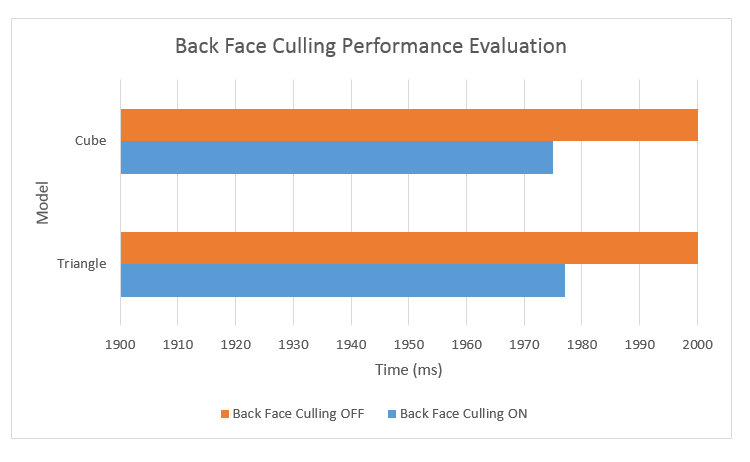 Back Face Culling Performance Evaluation
Cube
Triangle
Model
1900 1910 1920 1930 1940 1950 1960 1970 1980 1990 2000
Time (ms)
Back Face Culling OFF Back Face Culling ON